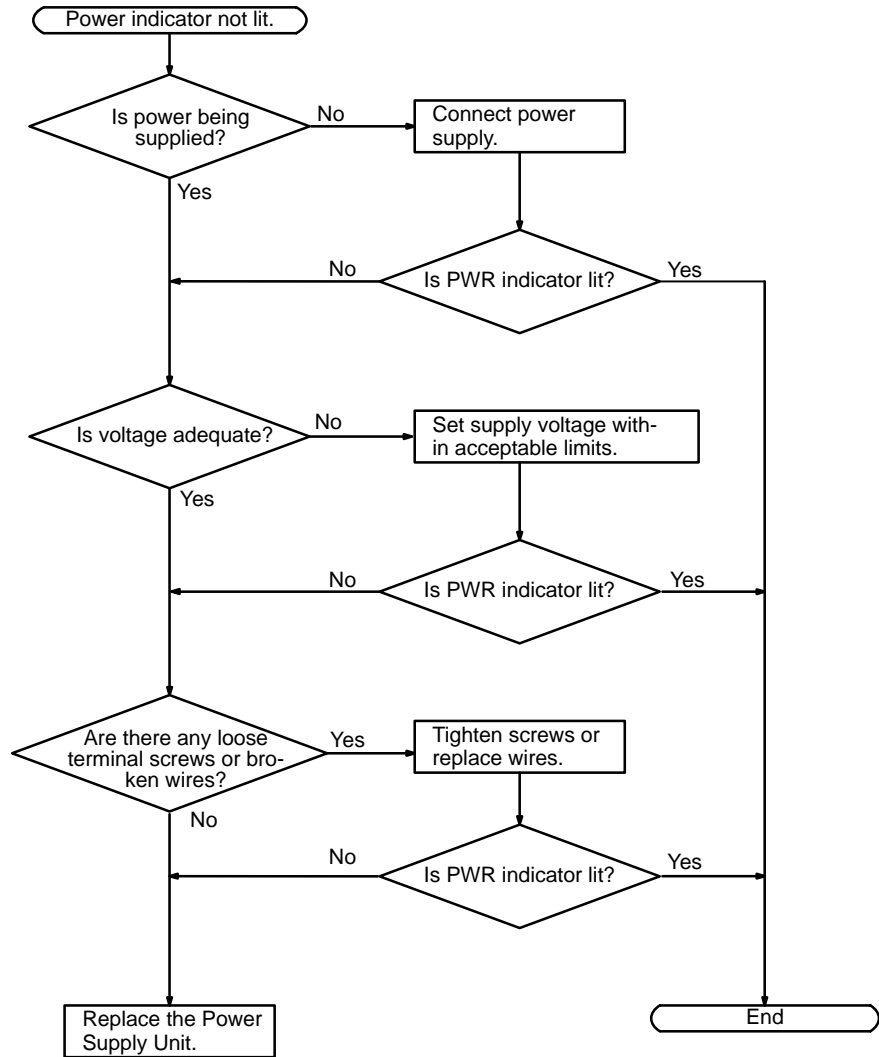 Power indicator not lit.
Is power being
supplied?
No
Connect power
supply.
Yes
No
Is PWR indicator lit?
Yes
Is voltage adequate?
No
Set supply voltage with-
in acceptable limits.
Yes
No
Is PWR indicator lit?
Yes
Are there any loose
terminal screws or bro-
ken wires?
Yes
Tighten screws or
replace wires.
No
No
Is PWR indicator lit?
Yes
Replace the Power
Supply Unit.
End